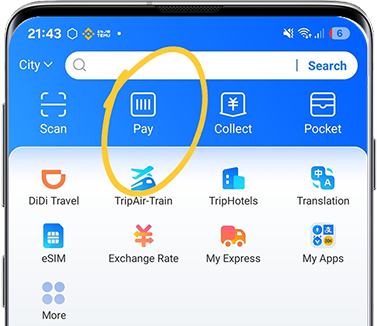 21:43
6
City
Search
Scan Pay Collect Pocket
DiDi Travel TripAir-Train TripHotels Translation
eSIM Exchange Rate My Express My Apps
More